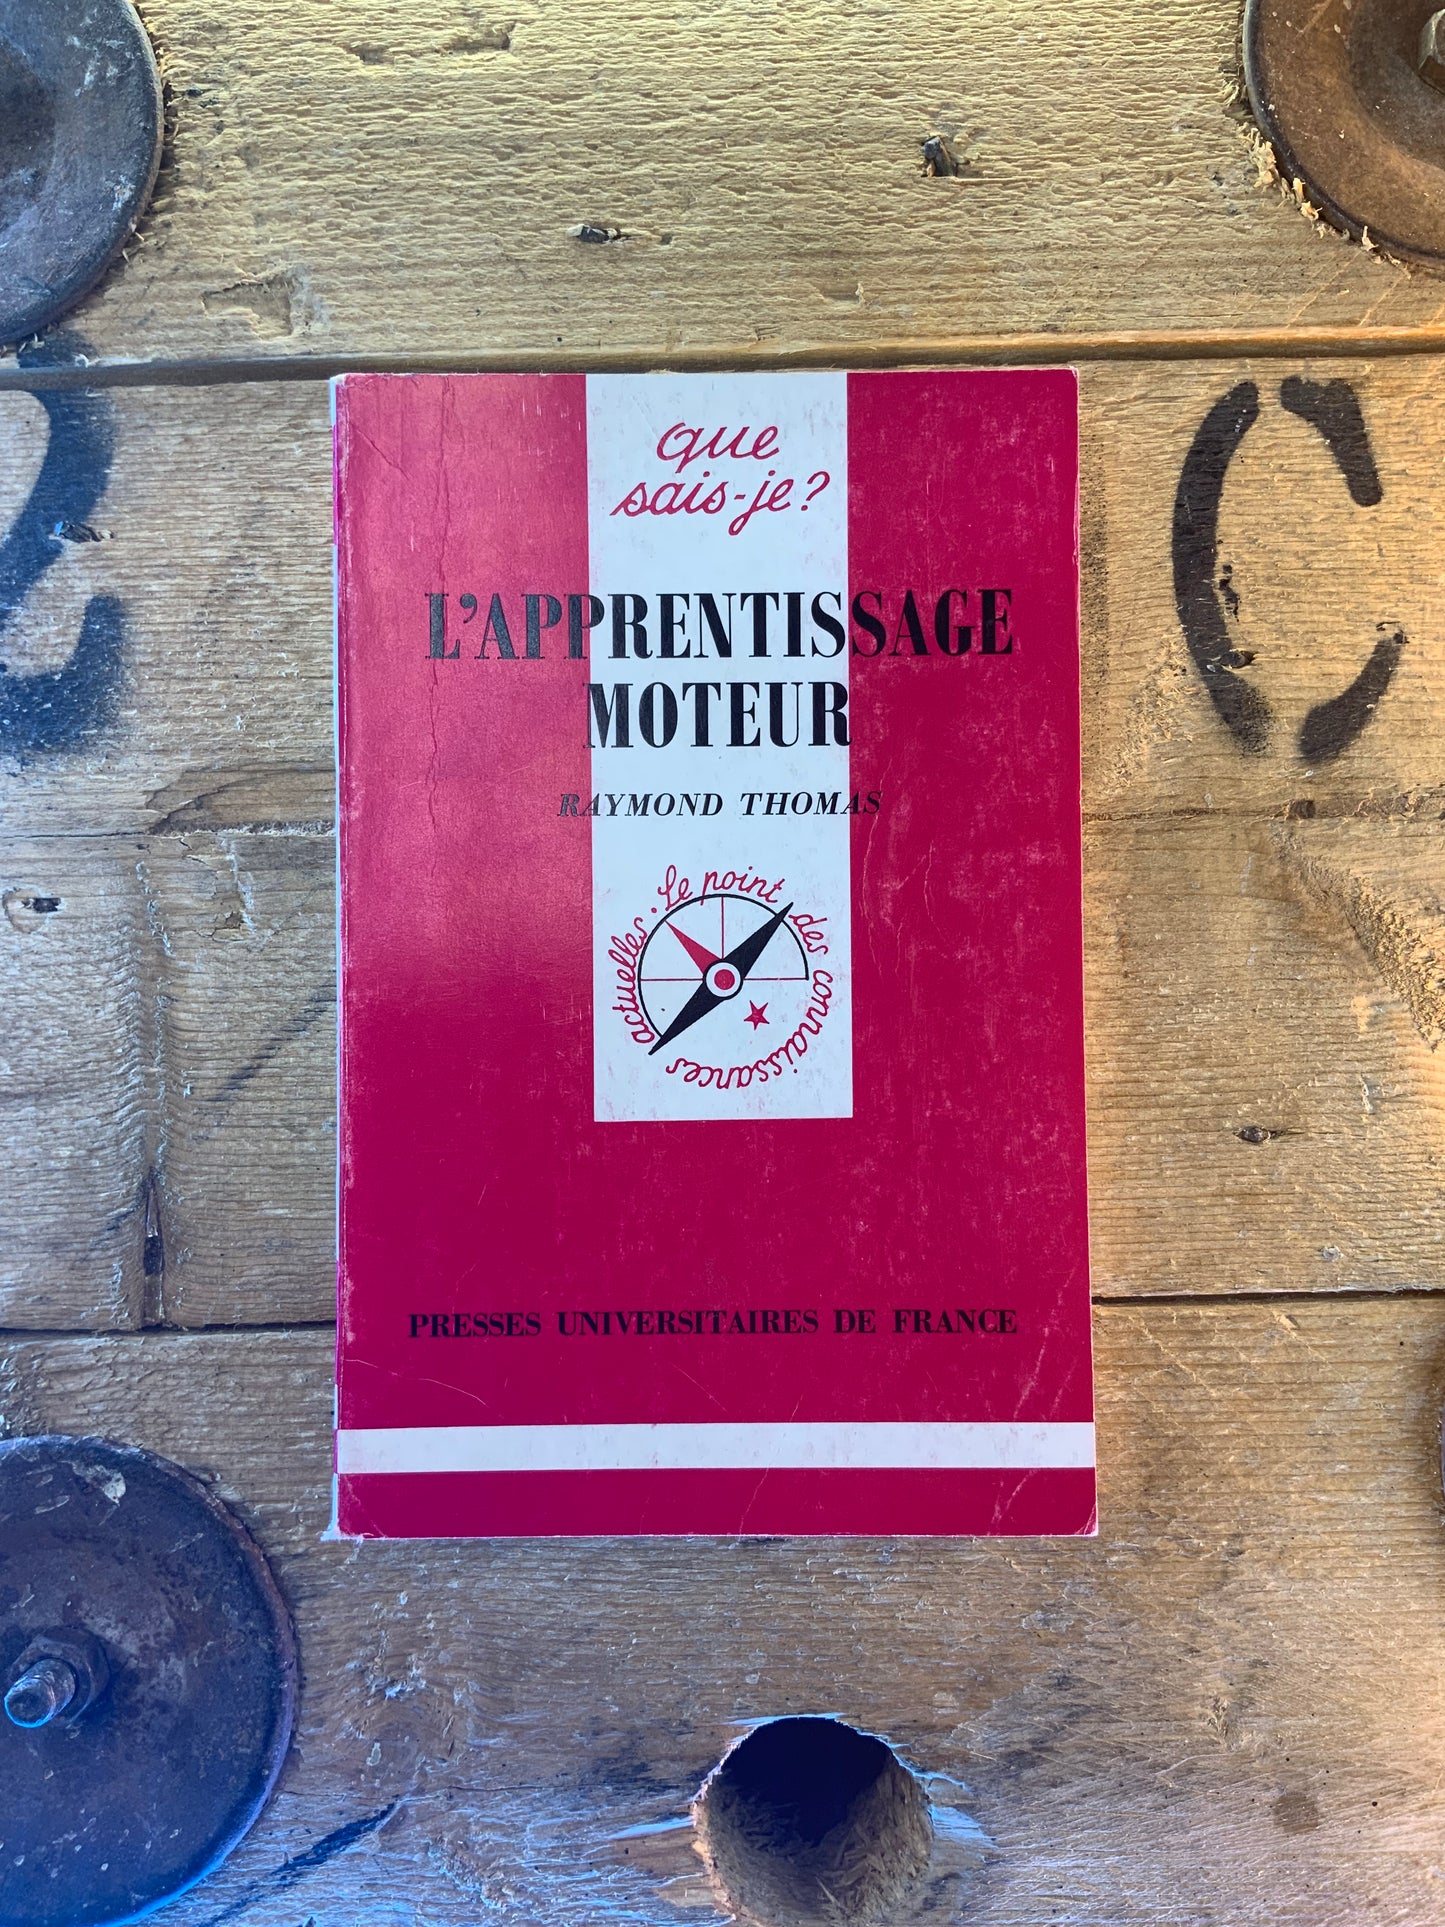 que
sais-je?
L'APPRENTISSAGE
MOTEUR
RAYMOND THOMAS
Le point des connaissances actuelles.
PRESSES UNIVERSITAIRES DE FRANCE
C